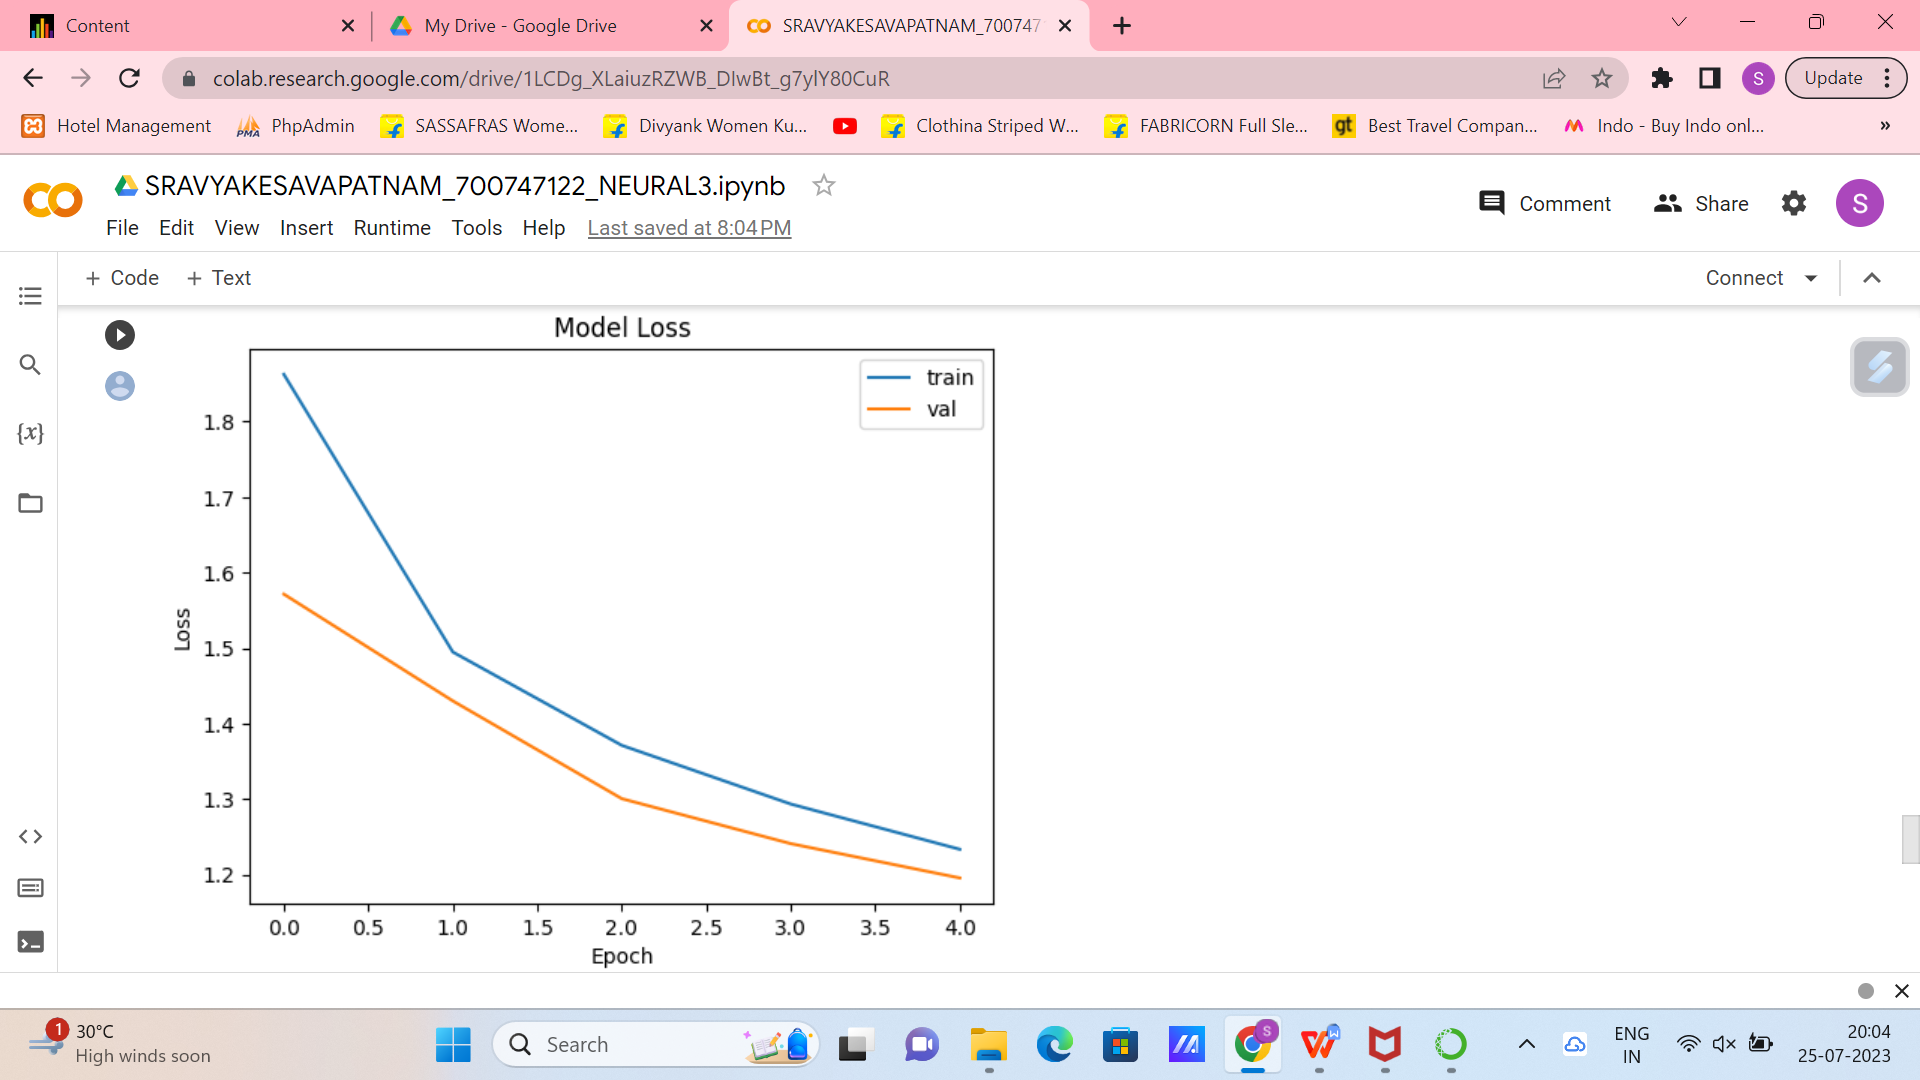 Content
My Drive - Google Drive
SRAVYAKESAVAPATNAM_700747
colab.research.google.com/drive/1LCDg_XLaiuzRZWB_DIwBt_g7ylY80CuR
S
Update
Hotel Management
PMA
PhpAdmin
SASSAFRAS Wome...
Divyank Women Ku...
Clothina Striped W...
FABRICORN Full Sle...
gt
Best Travel Compan...
Indo - Buy Indo onl...
»
SRAVYAKESAVAPATNAM_700747122_NEURAL3.ipynb
File Edit View Insert Runtime Tools Help Last saved at 8:04 PM
Comment
Share
S
+ Code
+ Text
Connect
{x}
Model Loss
train
val
1.8
1.7
1.6
1.5
1.4
1.3
1.2
Loss
0.0 0.5 1.0 1.5 2.0 2.5 3.0 3.5 4.0
Epoch
1
30°C
High winds soon
Search
S
W
ENG
IN
20:04
25-07-2023